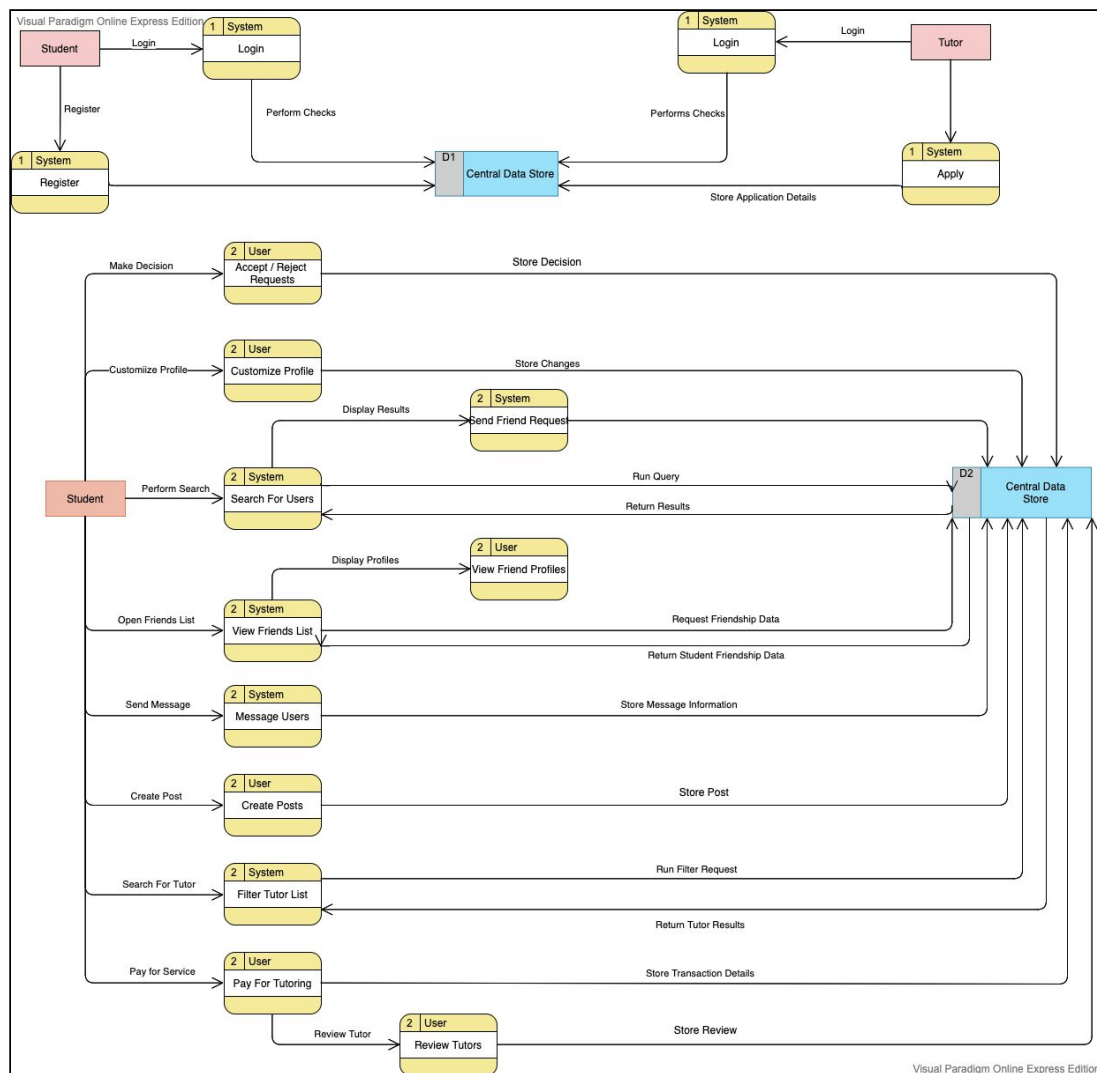 Visual Paradigm Online Express Edition
1 System
Login
Student
Login
Register
1 System
Register
Perform Checks
1 System
Login
Login
Tutor
Performs Checks
D1
Central Data Store
1 System
Apply
Store Application Details
Make Decision
2 User
Accept / Reject
Requests
Store Decision
Customiize Profile
2 User
Customize Profile
Store Changes
Display Results
2 System
Send Friend Request
Student
Perform Search
2 System
Search For Users
Run Query
Return Results
D2
Central Data
Store
Display Profiles
2 User
View Friend Profiles
Open Friends List
2 System
View Friends List
Request Friendship Data
Return Student Friendship Data
Send Message
2 System
Message Users
Store Message Information
Create Post
2 User
Create Posts
Store Post
Search For Tutor
2 System
Filter Tutor List
Run Filter Request
Return Tutor Results
Pay for Service
2 User
Pay For Tutoring
Store Transaction Details
Review Tutor
2 User
Review Tutors
Store Review
Visual Paradigm Online Express Edition